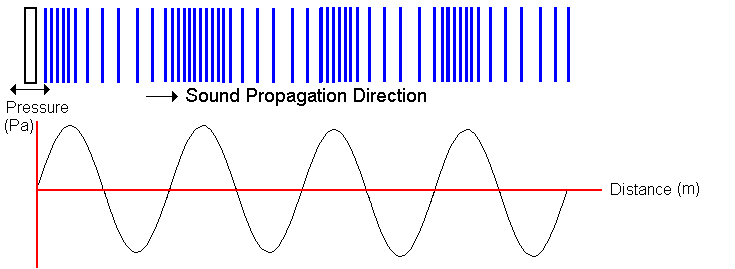 Sound Propagation Direction
Pressure
(Pa)
Distance (m)